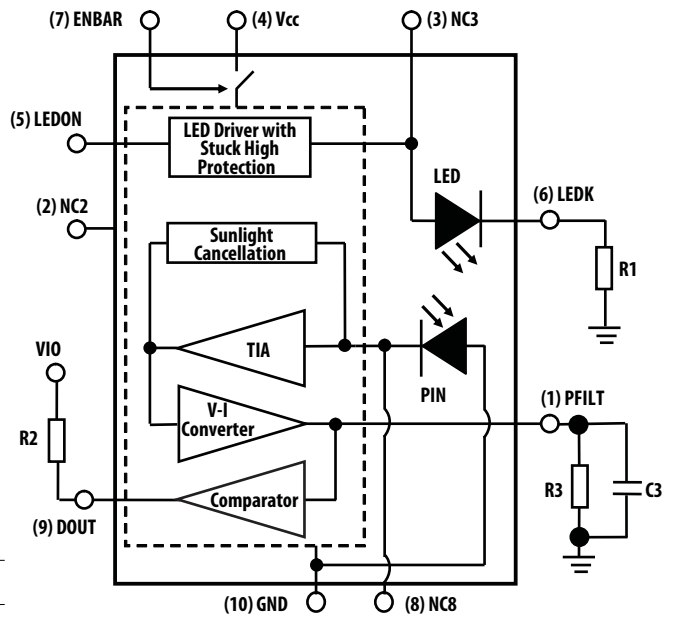 (7) ENBAR
(4) Vcc
(3) NC3
(5) LEDON
LED Driver with
Stuck High
Protection
LED
(6) LEDK
(2) NC2
Sunlight
Cancellation
R1
TIA
VIO
PIN
(1) PFILT
V-I
Converter
R2
R3
C3
Comparator
(9) DOUT
(10) GND
(8) NC8